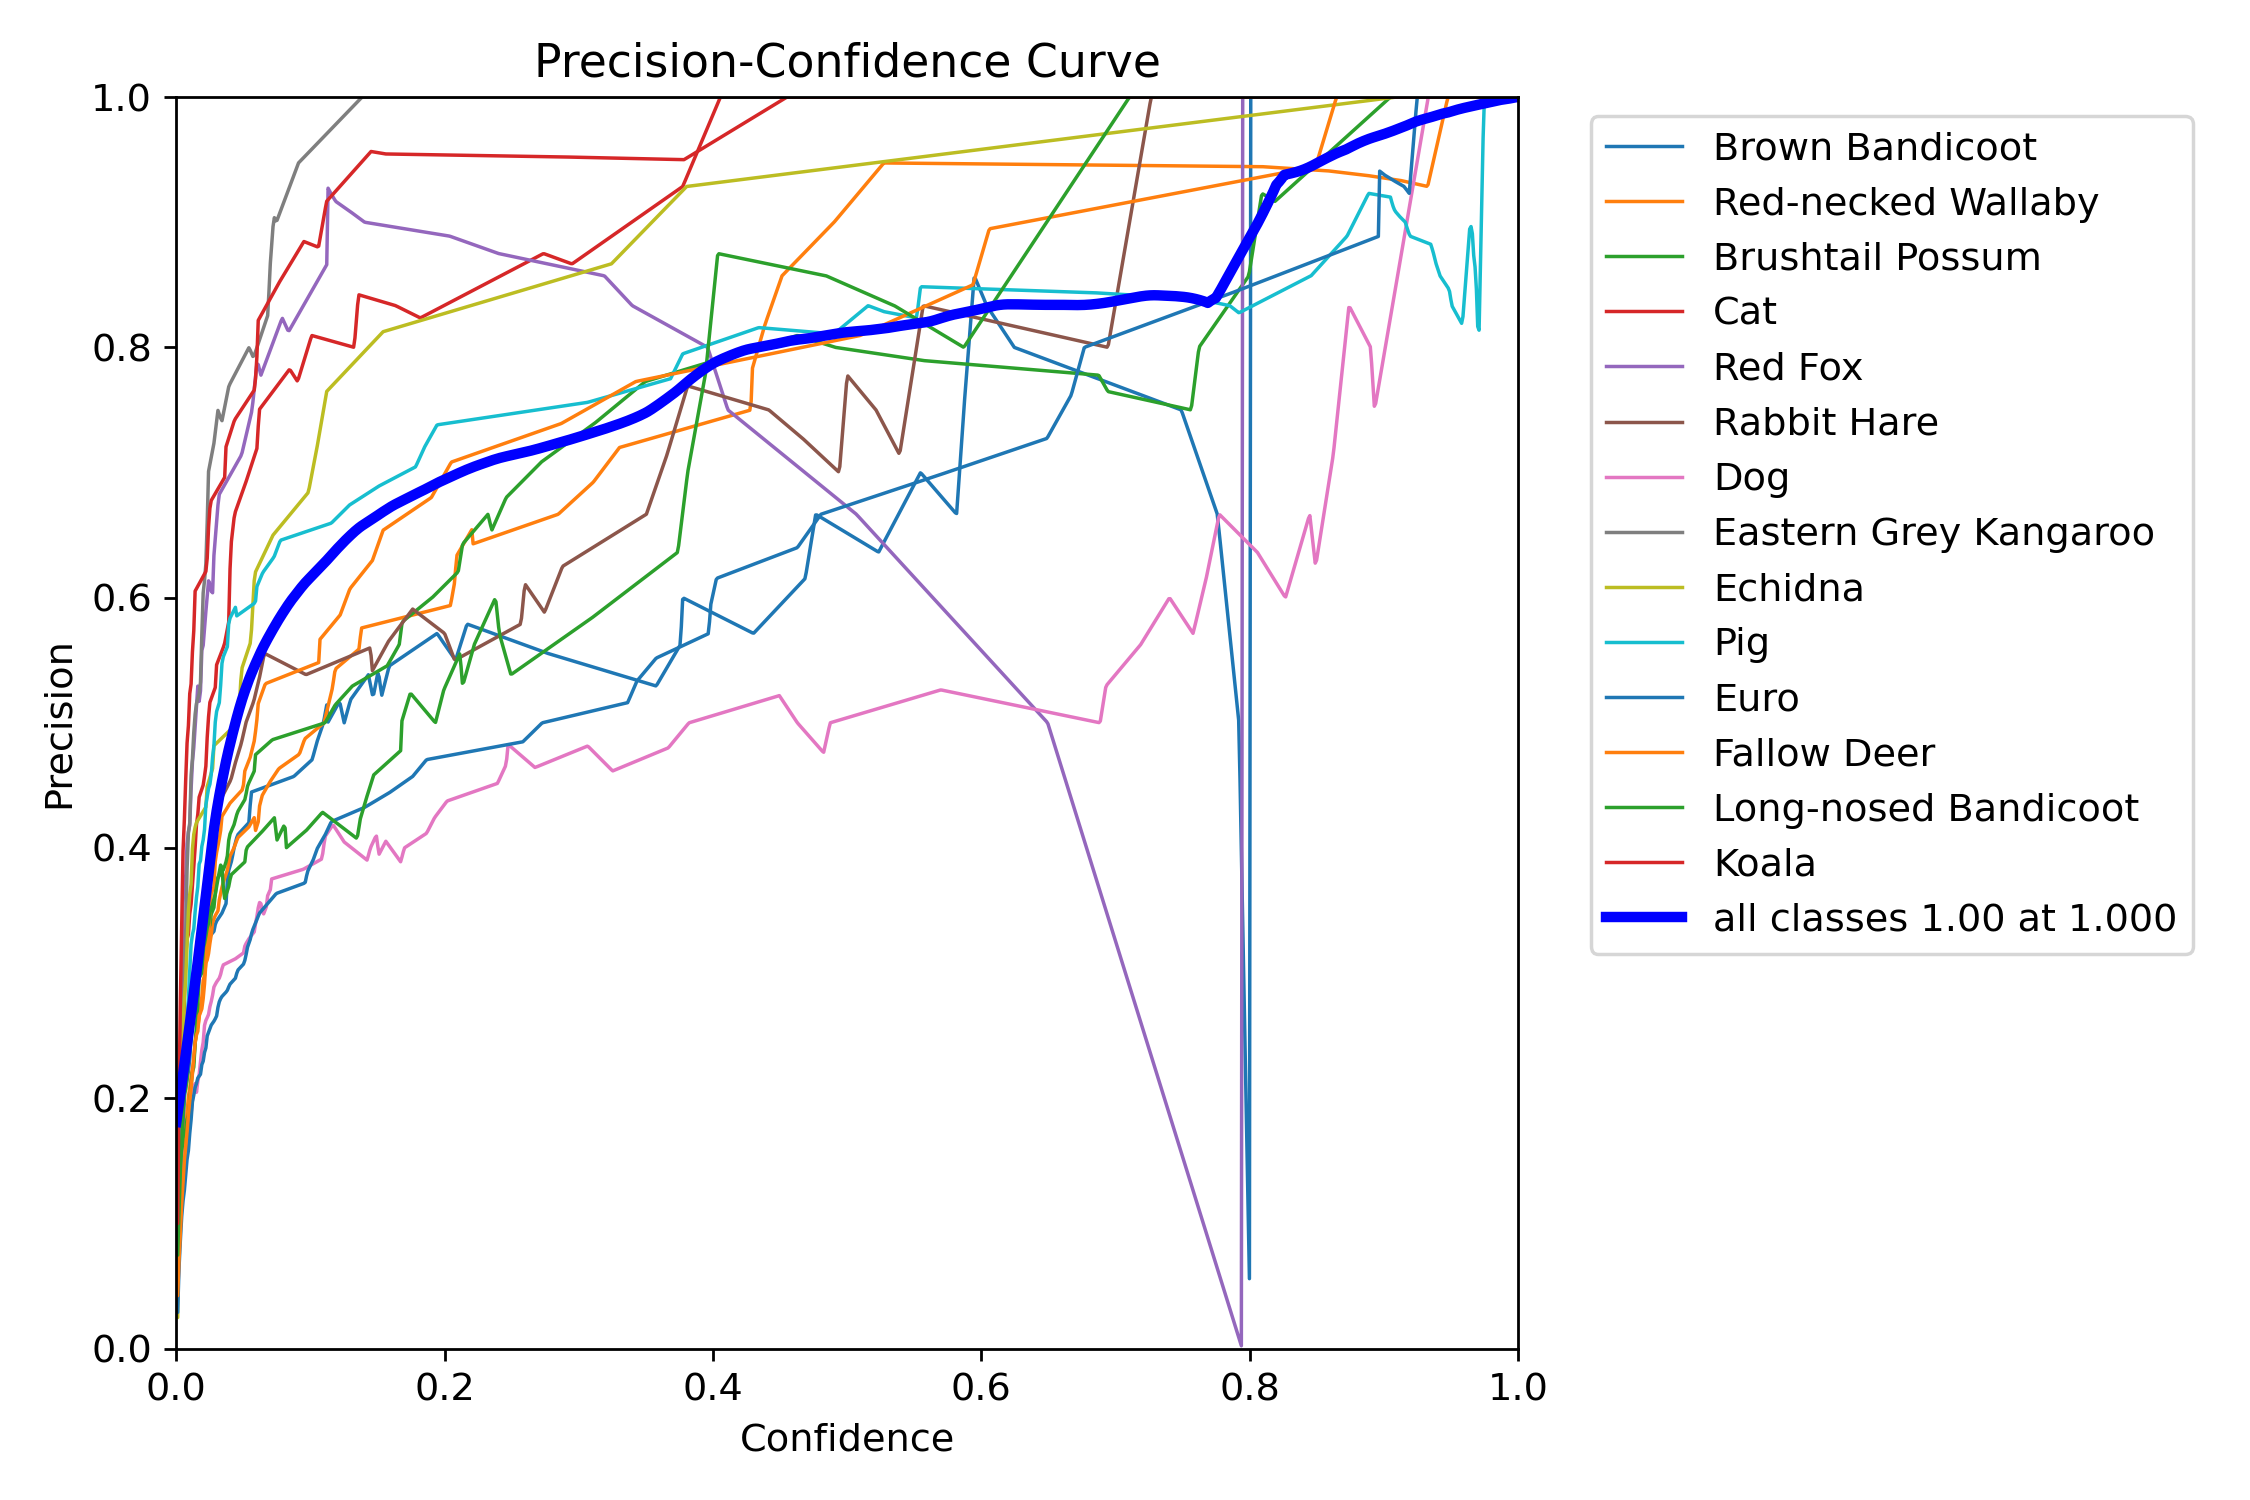 Precision-Confidence Curve
1.0
0.8
0.6
0.4
0.2
0.0
Precision
0.0 0.2 0.4 0.6 0.8 1.0
Confidence
Brown Bandicoot
Red-necked Wallaby
Brushtail Possum
Cat
Red Fox
Rabbit Hare
Dog
Eastern Grey Kangaroo
Echidna
Pig
Euro
Fallow Deer
Long-nosed Bandicoot
Koala
all classes 1.00 at 1.000